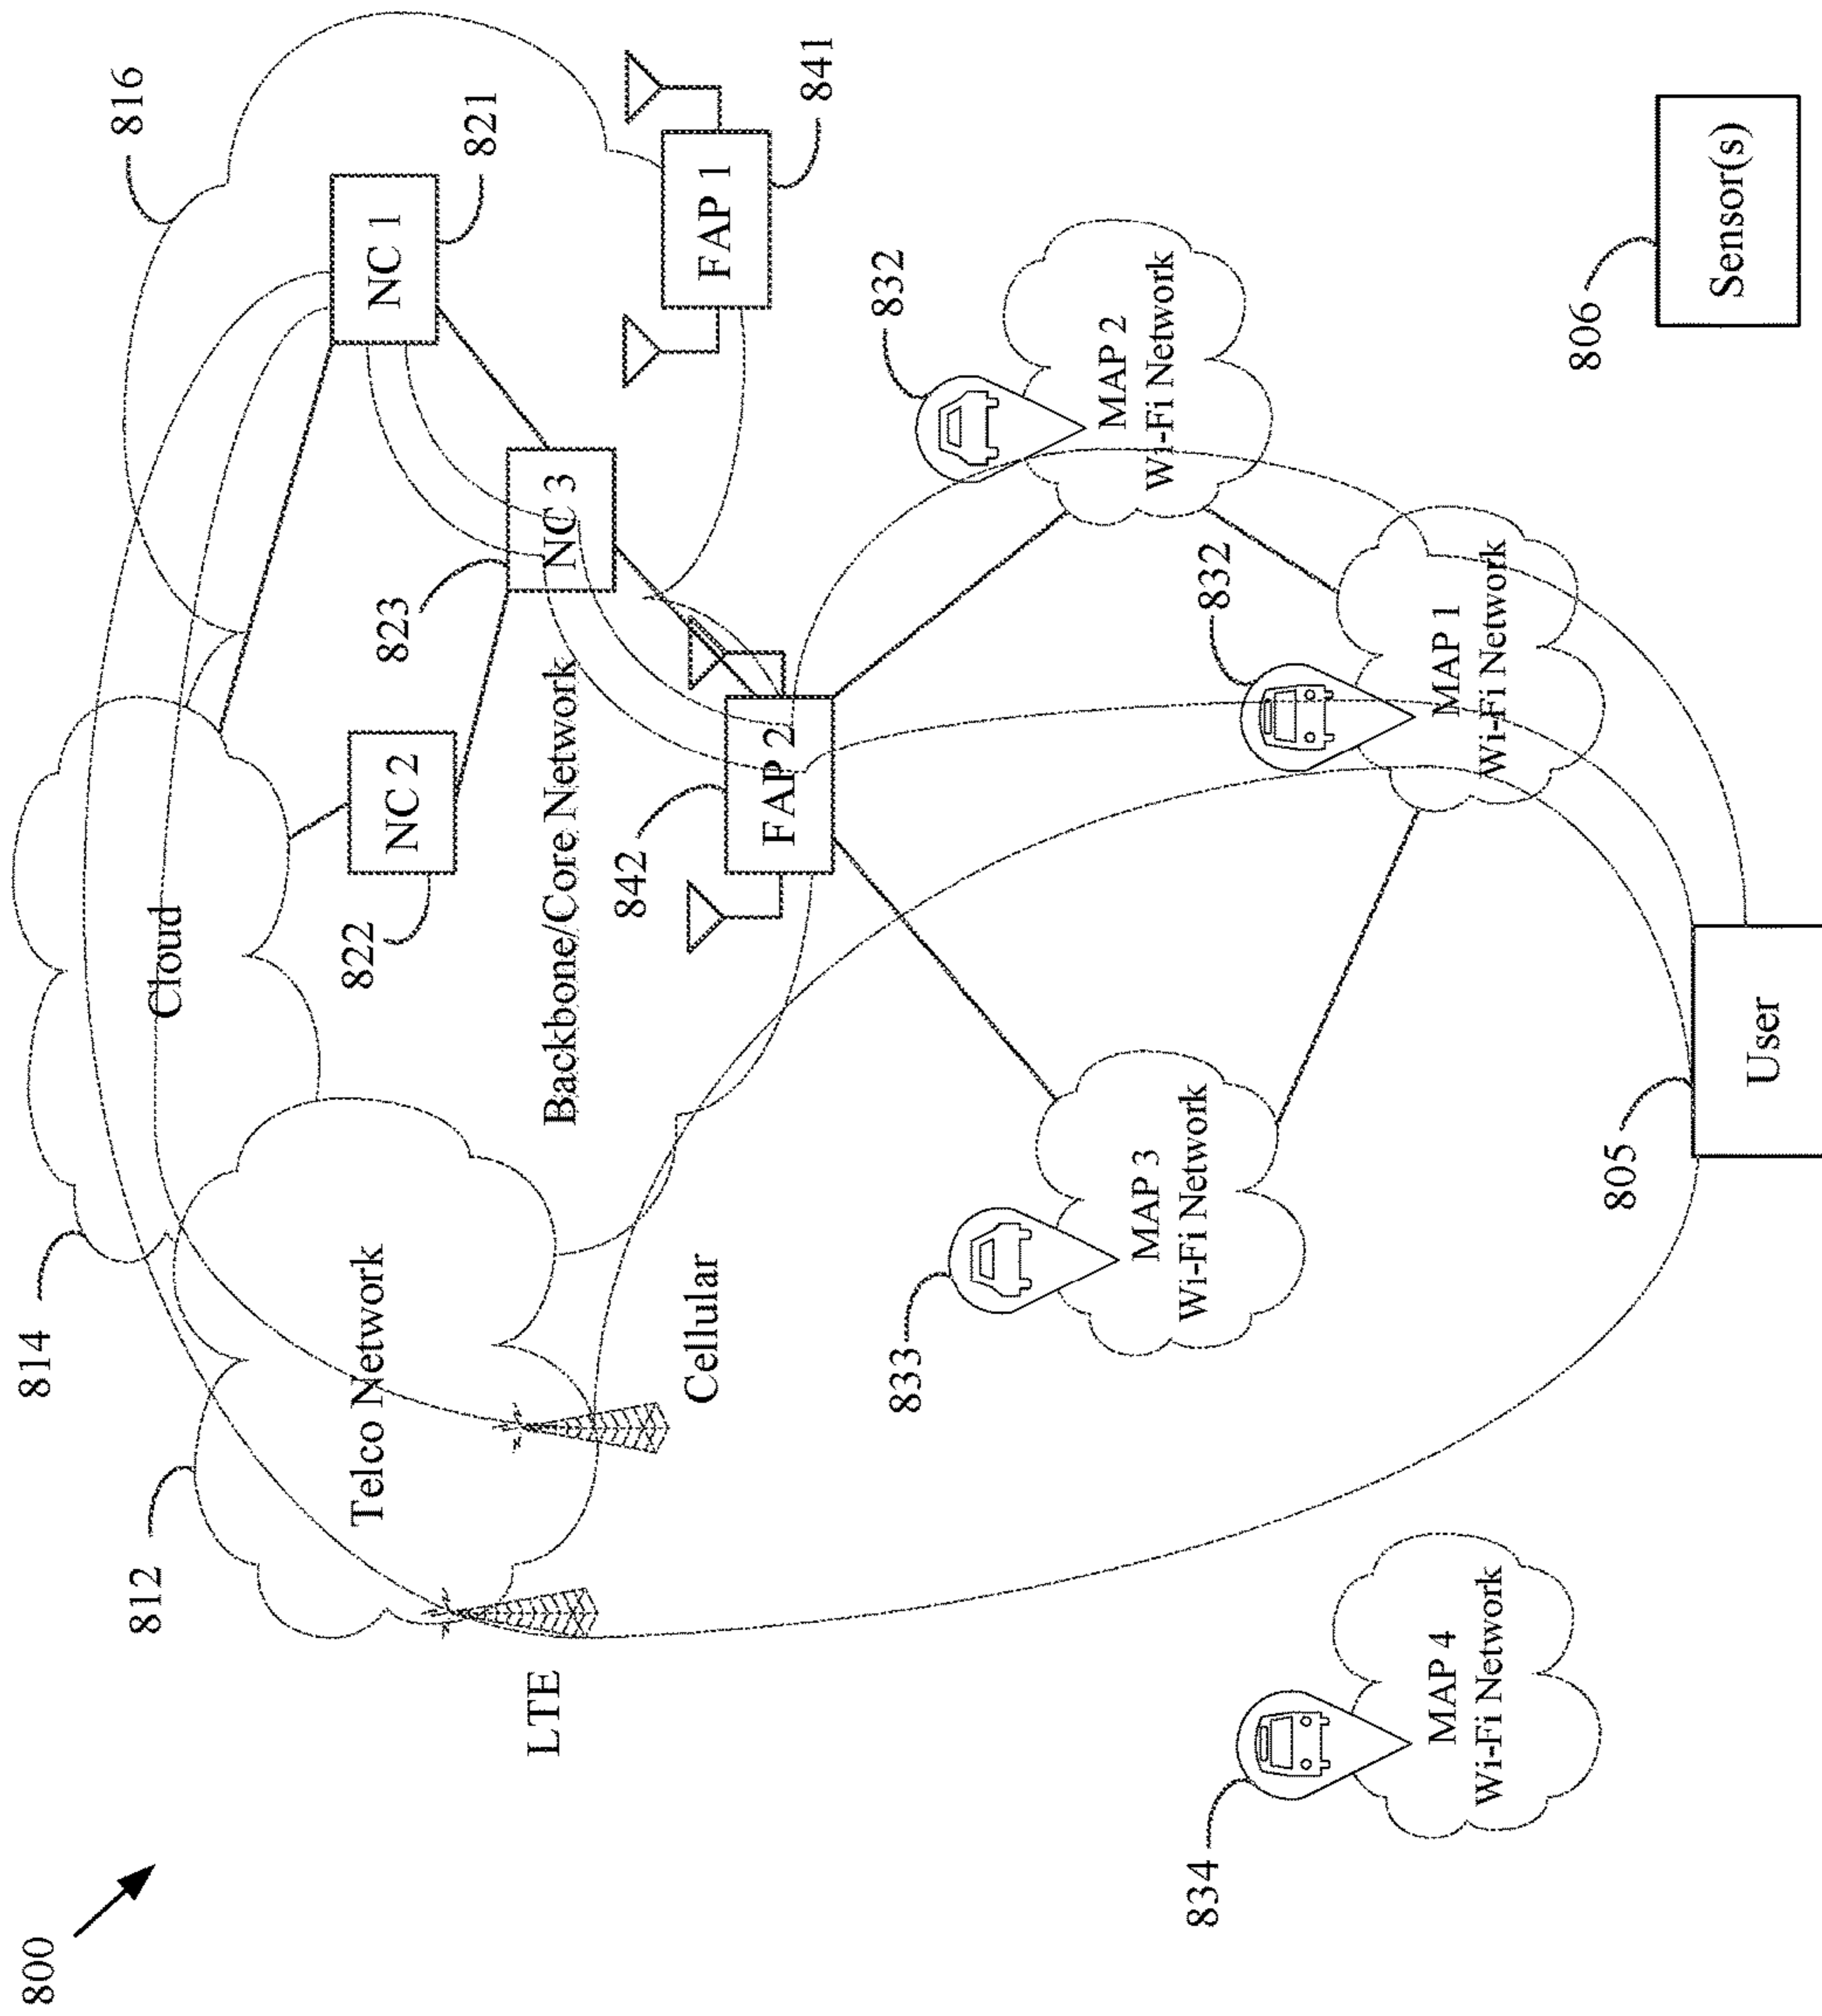 800
LTE
812
Telco Network
814
Cloud
Cellular
Backbone/Core Network
816
NC 1
821
NC 2
822
NC 3
823
FAP 1
841
FAP 2
842
834
MAP 4
Wi-Fi Network
833
MAP 3
Wi-Fi Network
832
MAP 1
Wi-Fi Network
832
MAP 2
Wi-Fi Network
805
User
806
Sensor(s)